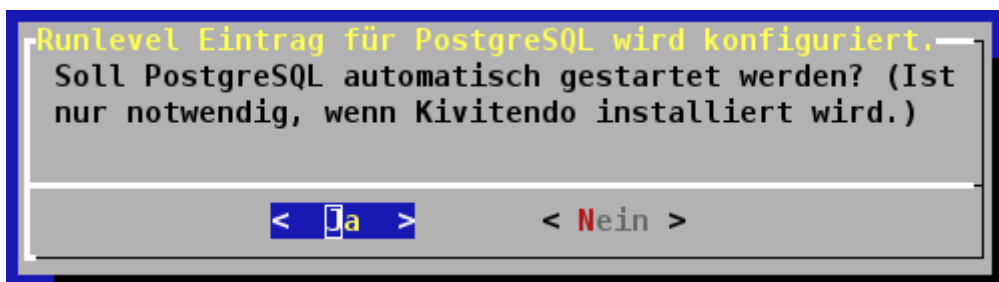 Runlevel Eintrag für PostgreSQL wird konfiguriert.
Soll PostgreSQL automatisch gestartet werden? (Ist
nur notwendig, wenn Kivitendo installiert wird.)
< Ja > < Nein >